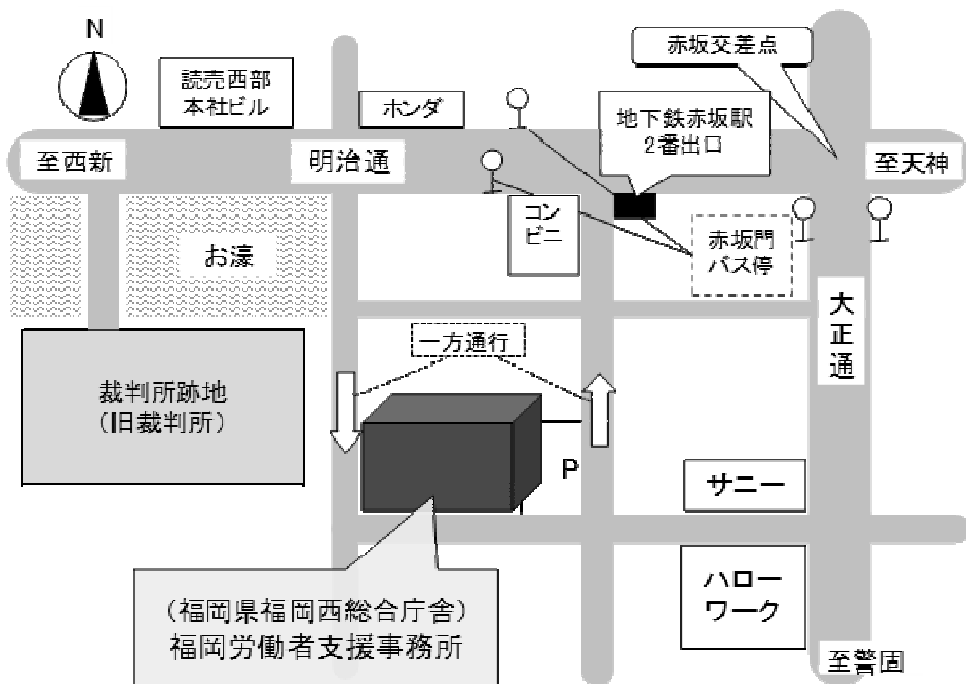 N
赤坂交差点
読売西部
本社ビル
ホンダ
地下鉄赤坂駅
2番出口
至西新
明治通
至天神
コン
ビニ
赤坂門
バス停
お濠
大正通
一方通行
裁判所跡地
（旧裁判所）
P
サニー
ハロー
ワーク
（福岡県福岡西総合庁舎）
福岡労働者支援事務所
至警固